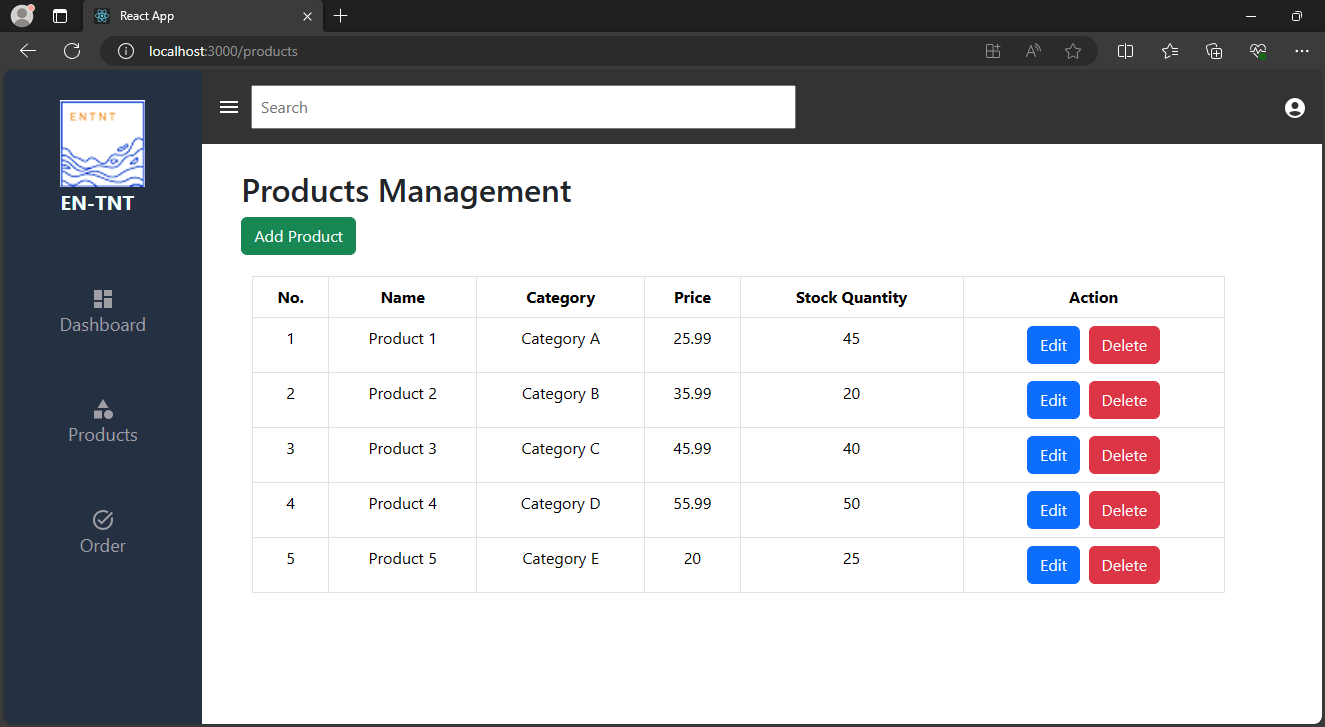 React App
localhost:3000/products
ENTNT
EN-TNT
Search
Products Management
Add Product
Dashboard
Products
Order
No. Name Category Price Stock Quantity Action
1 Product 1 Category A 25.99 45 Edit Delete
2 Product 2 Category B 35.99 20 Edit Delete
3 Product 3 Category C 45.99 40 Edit Delete
4 Product 4 Category D 55.99 50 Edit Delete
5 Product 5 Category E 20 25 Edit Delete